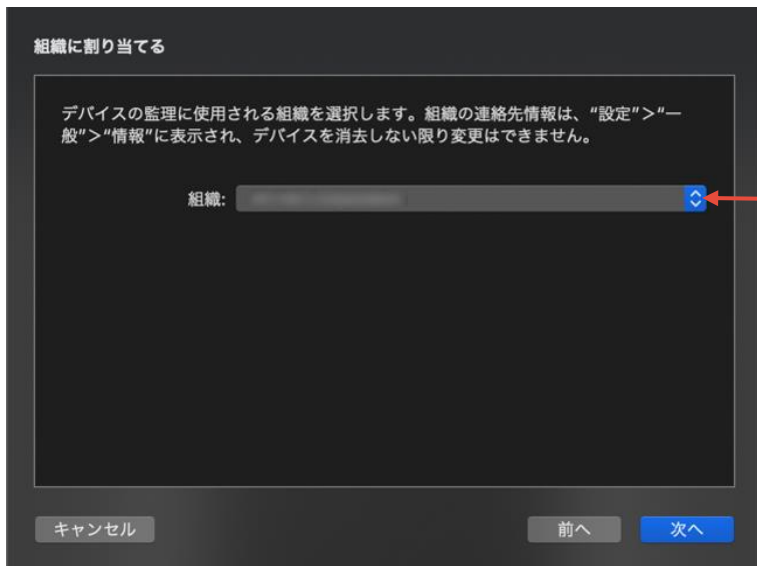 組織に割り当てる
デバイスの監理に使用される組織を選択します。組織の連絡先情報は、“設定”>“一
般”>“情報”に表示され、デバイスを消去しない限り変更はできません。
組織:
キャンセル
前へ
次へ